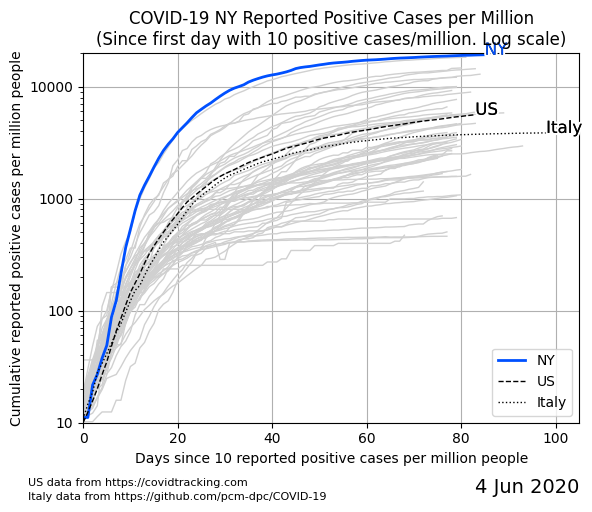 COVID-19 NY Reported Positive Cases per Million
(Since first day with 10 positive cases/million. Log scale)
Cumulative reported positive cases per million people
10000
1000
100
10
NY
US
Italy
NY
US
Italy
0
20
40
60
80
100
Days since 10 reported positive cases per million people
US data from https://covidtracking.com
Italy data from https://github.com/pcm-dpc/COVID-19
4 Jun 2020